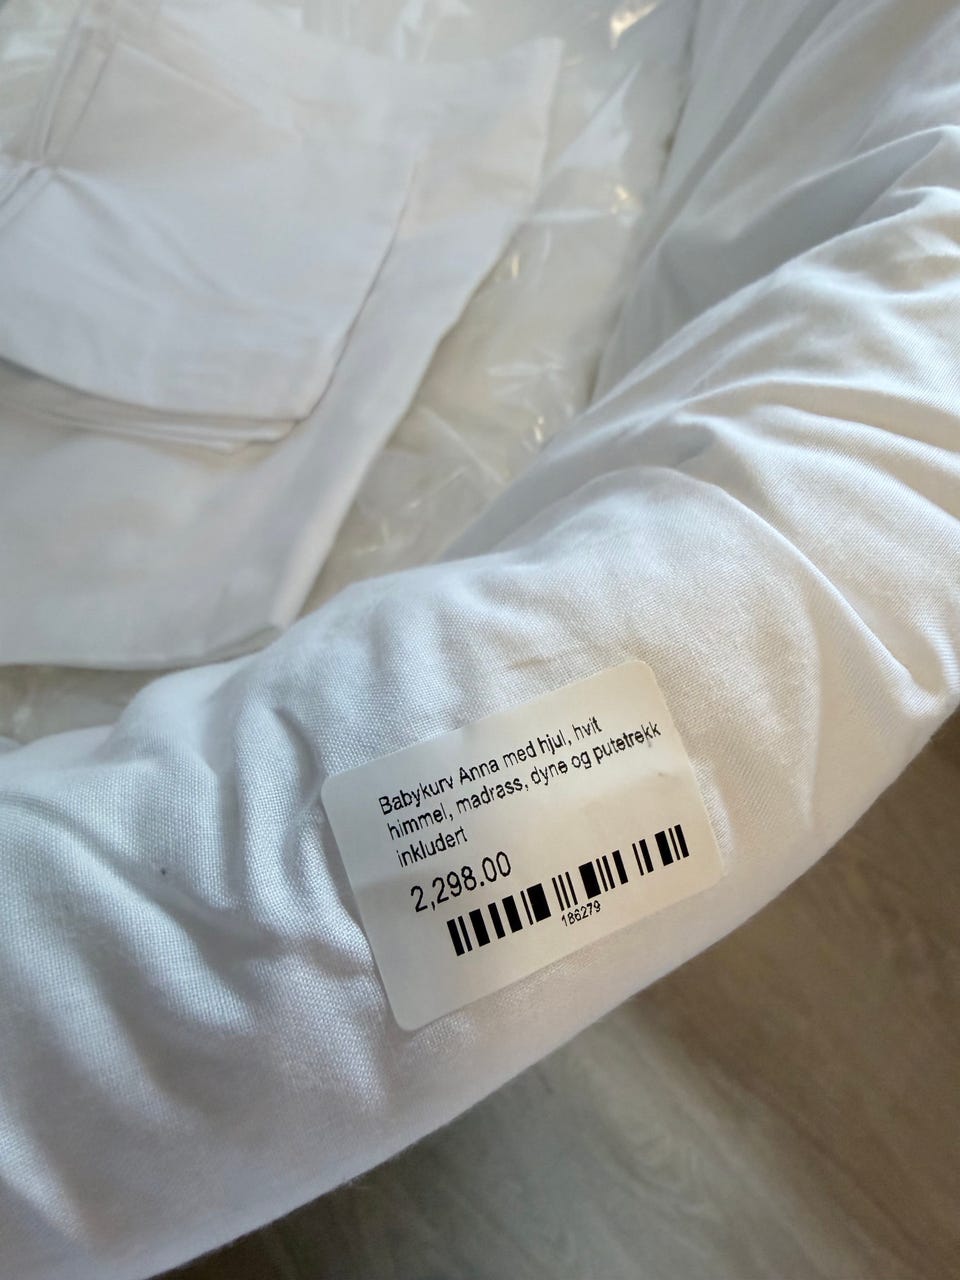 Babykurv Anna med hjul, hvit
himmel, madrass, dyne og putetrekk
inkludert
2,298.00
186279